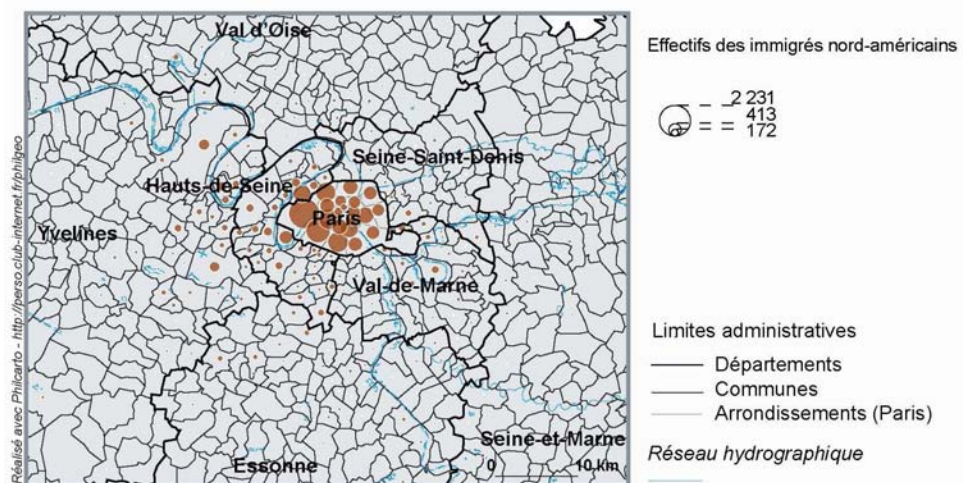 Val d'Oise
Seine-Saint-Denis
Hauts-de-Seine
Paris
Yvelines
Val-de-Marne
Seine-et-Marne
Essonne
0 10 km
Réalisé avec Philcarto - http://perso.club-internet.fr/philgeo
Effectifs des immigrés nord-américains
2 231
413
172
Limites administratives
Départements
Communes
Arrondissements (Paris)
Réseau hydrographique